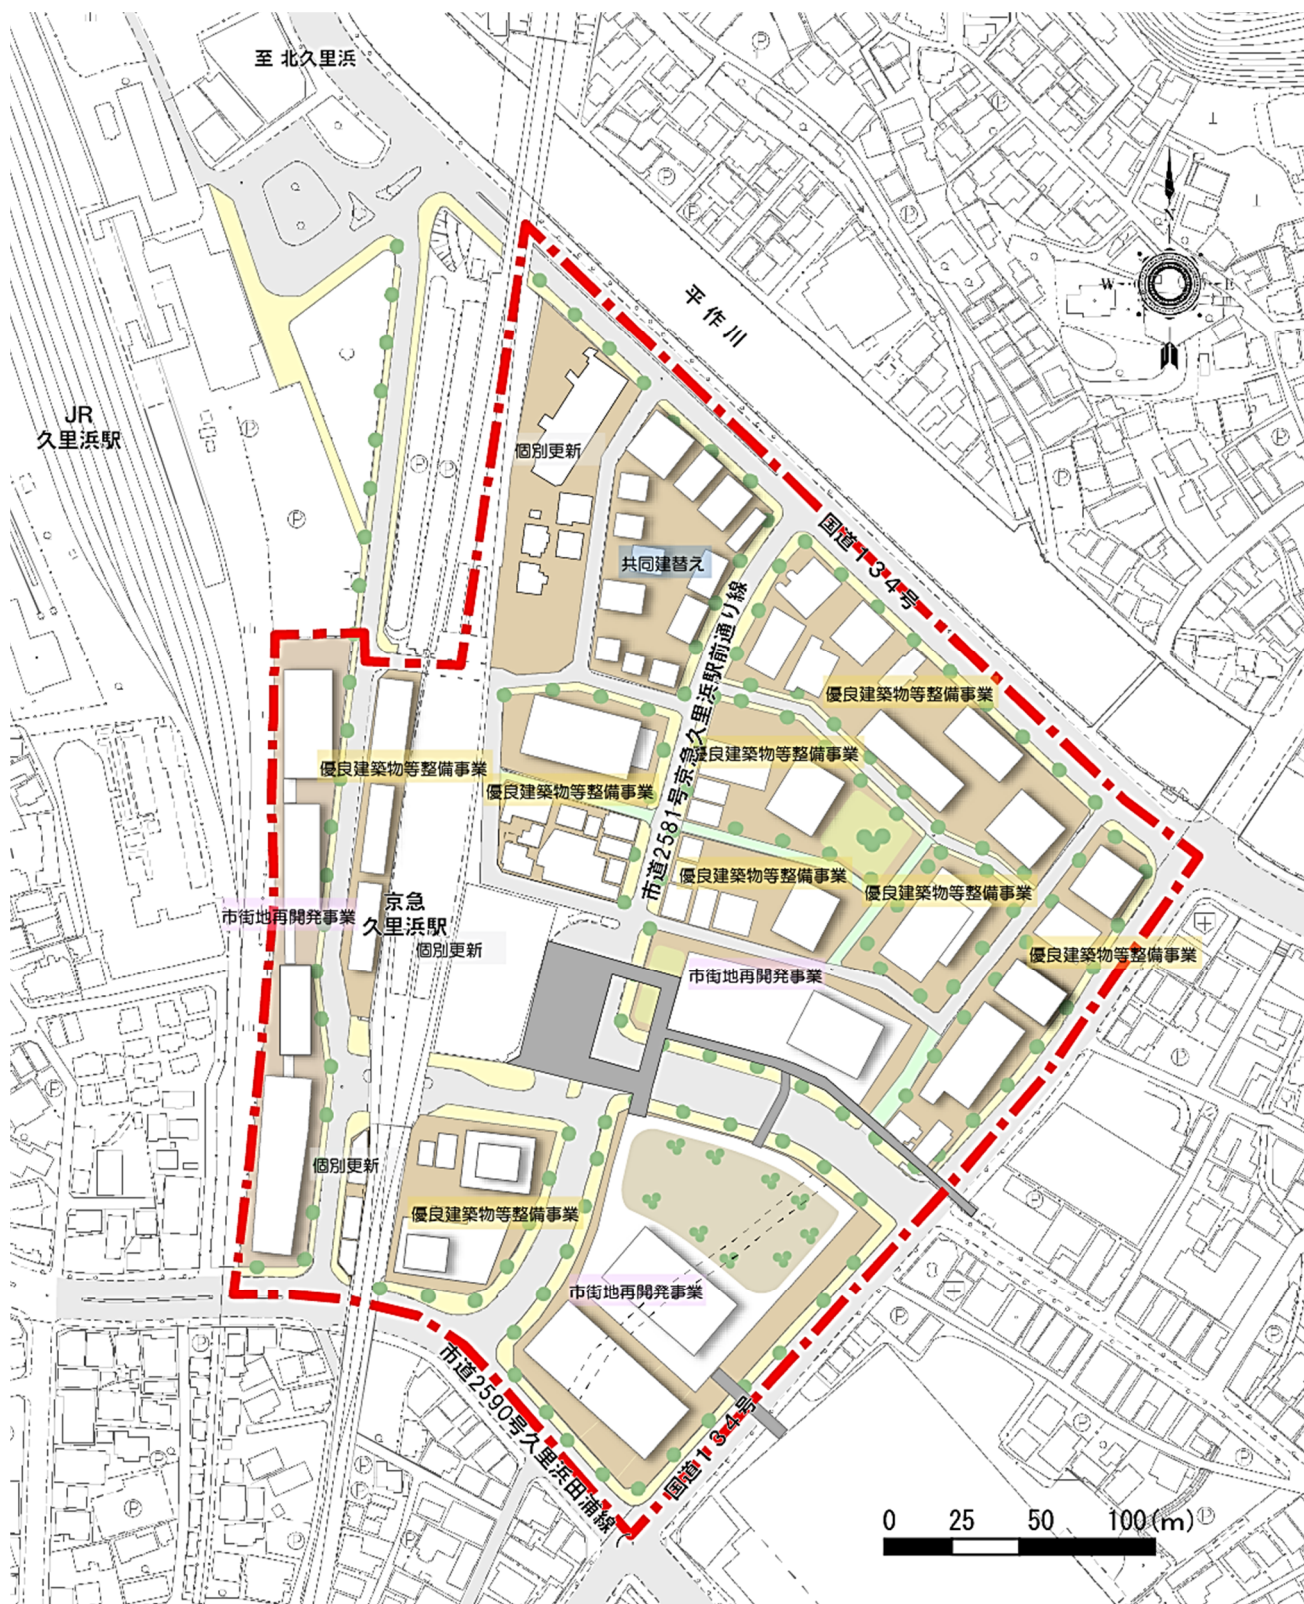 至 北久里浜
N
W
E
平作川
JR
久里浜駅
個別更新
国道134号
共同建替え
市道2581号京急久里浜駅前通り線
優良建築物等整備事業
優良建築物等整備事業
優良建築物等整備事業
優良建築物等整備事業
優良建築物等整備事業
優良建築物等整備事業
京急
久里浜駅
市街地再開発事業
個別更新
優良建築物等整備事業
市街地再開発事業
個別更新
優良建築物等整備事業
市街地再開発事業
市道2590号久里浜田浦線
国道134号
0 25 50 100(m)